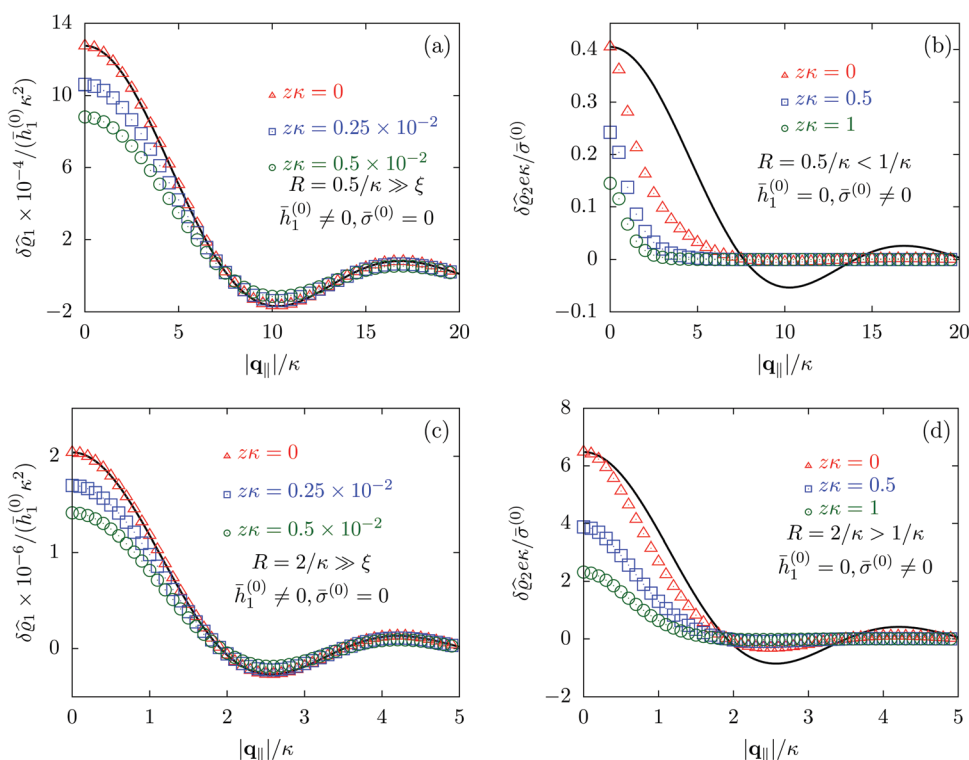 (a)
δϱ̂₁ × 10⁻⁴/(h̄₁⁽⁰⁾κ²)
14
10
6
2
−2
zκ = 0
zκ = 0.25 × 10⁻²
zκ = 0.5 × 10⁻²
R = 0.5/κ ≫ ξ
h̄₁⁽⁰⁾ ≠ 0, σ̄⁽⁰⁾ = 0
0 5 10 15 20
|q∥|/κ
(b)
δϱ̂₂eκ/σ̄⁽⁰⁾
0.4
0.3
0.2
0.1
0
−0.1
zκ = 0
zκ = 0.5
zκ = 1
R = 0.5/κ < 1/κ
h̄₁⁽⁰⁾ = 0, σ̄⁽⁰⁾ ≠ 0
0 5 10 15 20
|q∥|/κ
(c)
δϱ̂₁ × 10⁻⁶/(h̄₁⁽⁰⁾κ²)
2
1
0
zκ = 0
zκ = 0.25 × 10⁻²
zκ = 0.5 × 10⁻²
R = 2/κ ≫ ξ
h̄₁⁽⁰⁾ ≠ 0, σ̄⁽⁰⁾ = 0
0 1 2 3 4 5
|q∥|/κ
(d)
δϱ̂₂eκ/σ̄⁽⁰⁾
8
6
4
2
0
−2
zκ = 0
zκ = 0.5
zκ = 1
R = 2/κ > 1/κ
h̄₁⁽⁰⁾ = 0, σ̄⁽⁰⁾ ≠ 0
0 1 2 3 4 5
|q∥|/κ